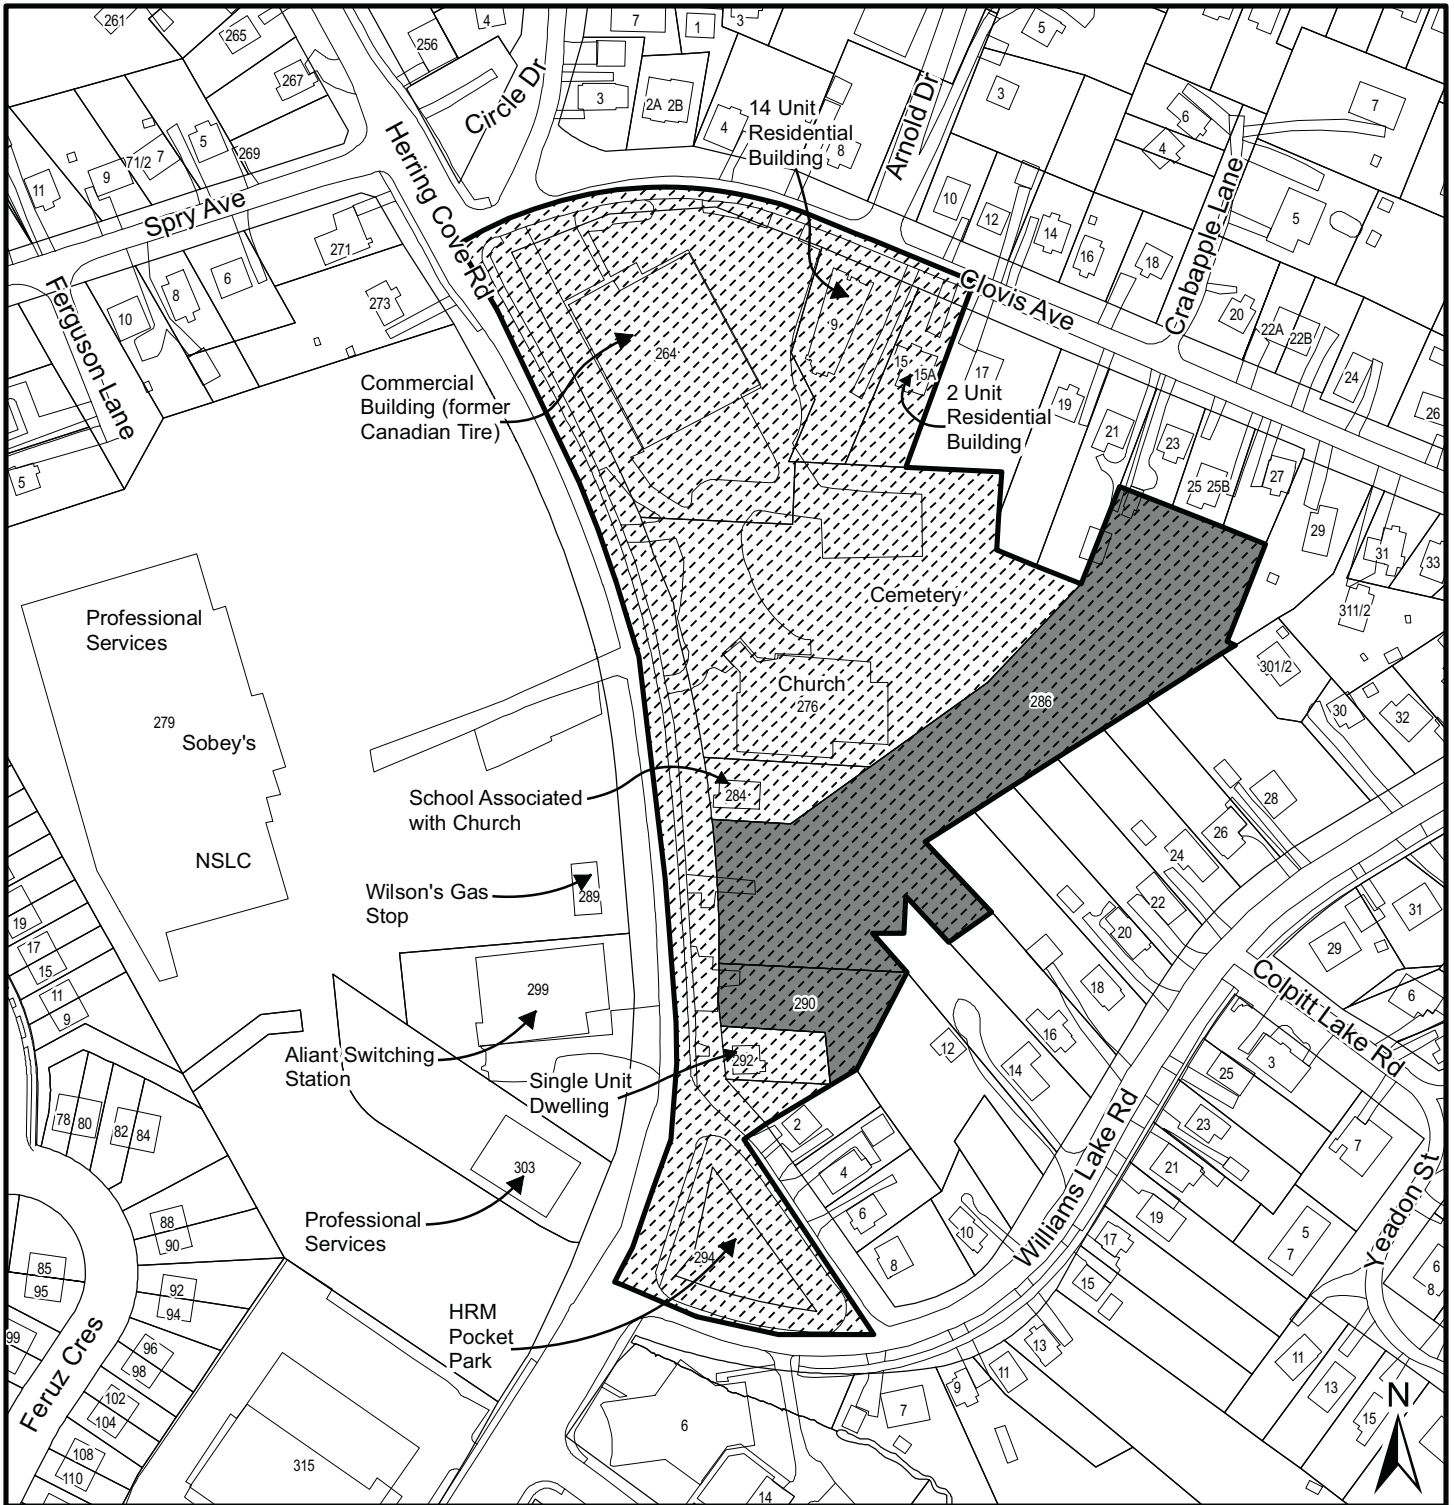 261
265
267
256
4
7
1
3
5
Circle Dr
3
2A 2B
4
14 Unit
Residential
Building
8
Arnold Dr
3
6
4
7
Crabapple Lane
5
11
9
71/2
7
5
269
Spry Ave
Herring Cove Rd
271
273
6
8
10
Ferguson Lane
5
10
12
14
16
18
20
22A
22B
24
26
Clovis Ave
264
9
15
15A
17
19
21
23
25 25B
27
29
31
33
311/2
Commercial
Building (former
Canadian Tire)
2 Unit
Residential
Building
Cemetery
Church
276
286
301/2
30
32
Professional
Services
279
Sobey's
NSLC
School Associated
with Church
284
Wilson's Gas
Stop
289
28
26
24
22
20
18
16
14
12
31
29
Colpitt Lake Rd
6
3
25
23
21
19
17
15
7
5
7
6
8
Yeadon St
19
17
15
11
9
299
Aliant Switching
Station
290
292
Single Unit
Dwelling
78
80
82
84
303
Professional
Services
2
4
6
8
10
Williams Lake Rd
88
90
85
95
92
94
99
96
98
102
104
108
110
Feruz Cres
294
HRM
Pocket
Park
315
6
14
7
9
11
13
11
13
15
N